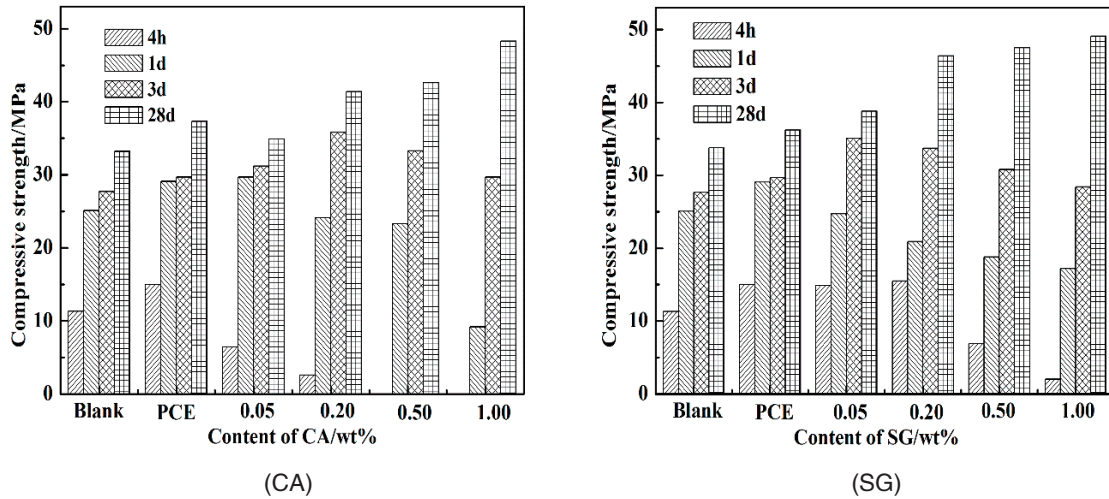 50
40
30
20
10
0
Compressive strength/MPa
4h
1d
3d
28d
Blank PCE 0.05 0.20 0.50 1.00
Content of CA/wt%
(CA)
50
40
30
20
10
0
Compressive strength/MPa
4h
1d
3d
28d
Blank PCE 0.05 0.20 0.50 1.00
Content of SG/wt%
(SG)